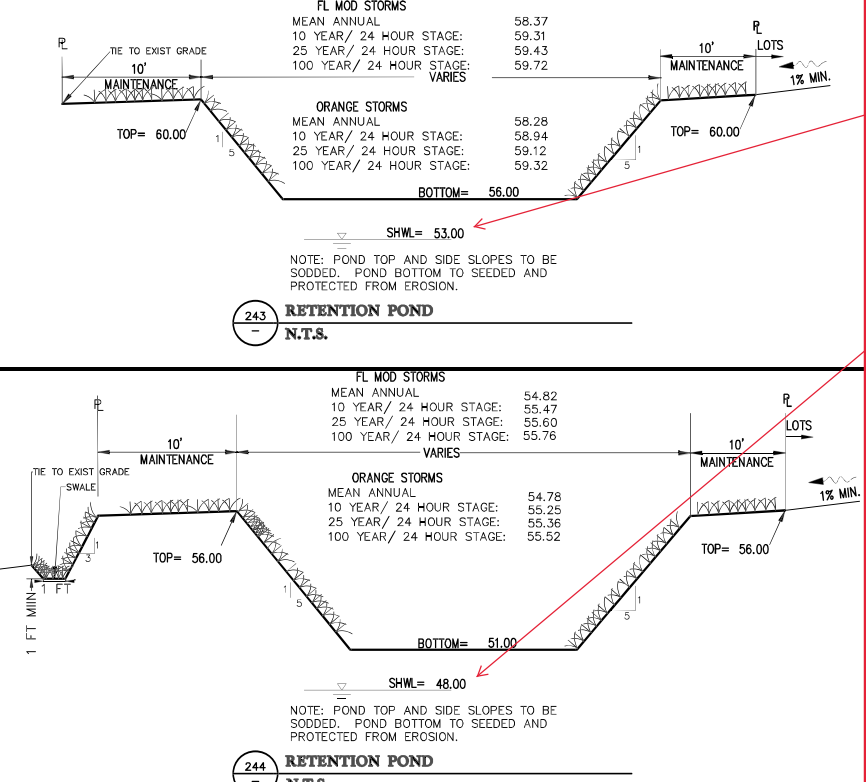 FL MOD STORMS
MEAN ANNUAL 58.37
10 YEAR/ 24 HOUR STAGE: 59.31
25 YEAR/ 24 HOUR STAGE: 59.43
100 YEAR/ 24 HOUR STAGE: 59.72
PL
TIE TO EXIST GRADE
10'
MAINTENANCE
VARIES
10'
MAINTENANCE
PL
LOTS
1% MIN.
TOP= 60.00
1
5
ORANGE STORMS
MEAN ANNUAL 58.28
10 YEAR/ 24 HOUR STAGE: 58.94
25 YEAR/ 24 HOUR STAGE: 59.12
100 YEAR/ 24 HOUR STAGE: 59.32
TOP= 60.00
1
5
BOTTOM= 56.00
SHWL= 53.00
NOTE: POND TOP AND SIDE SLOPES TO BE
SODDED. POND BOTTOM TO SEEDED AND
PROTECTED FROM EROSION.
243
–
RETENTION POND
N.T.S.
FL MOD STORMS
MEAN ANNUAL 54.82
10 YEAR/ 24 HOUR STAGE: 55.47
25 YEAR/ 24 HOUR STAGE: 55.60
100 YEAR/ 24 HOUR STAGE: 55.76
PL
10'
MAINTENANCE
VARIES
10'
MAINTENANCE
PL
LOTS
1% MIN.
TIE TO EXIST GRADE
SWALE
ORANGE STORMS
MEAN ANNUAL 54.78
10 YEAR/ 24 HOUR STAGE: 55.25
25 YEAR/ 24 HOUR STAGE: 55.36
100 YEAR/ 24 HOUR STAGE: 55.52
1
3
TOP= 56.00
TOP= 56.00
1 FT
1 FT MIIN
1
5
1
5
BOTTOM= 51.00
SHWL= 48.00
NOTE: POND TOP AND SIDE SLOPES TO BE
SODDED. POND BOTTOM TO SEEDED AND
PROTECTED FROM EROSION.
244
–
RETENTION POND
N.T.S.